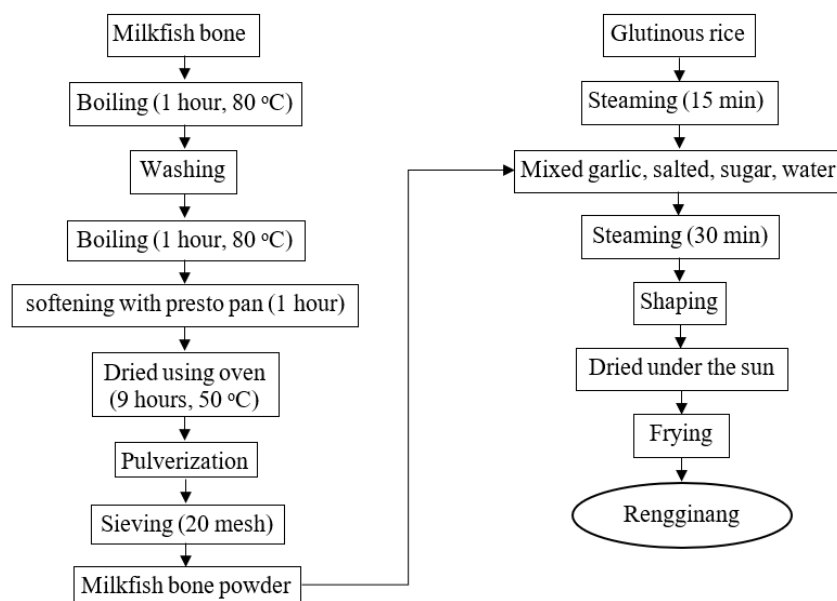 Milkfish bone
Boiling (1 hour, 80 °C)
Washing
Boiling (1 hour, 80 °C)
softening with presto pan (1 hour)
Dried using oven
(9 hours, 50 °C)
Pulverization
Sieving (20 mesh)
Milkfish bone powder
Glutinous rice
Steaming (15 min)
Mixed garlic, salted, sugar, water
Steaming (30 min)
Shaping
Dried under the sun
Frying
Rengginang